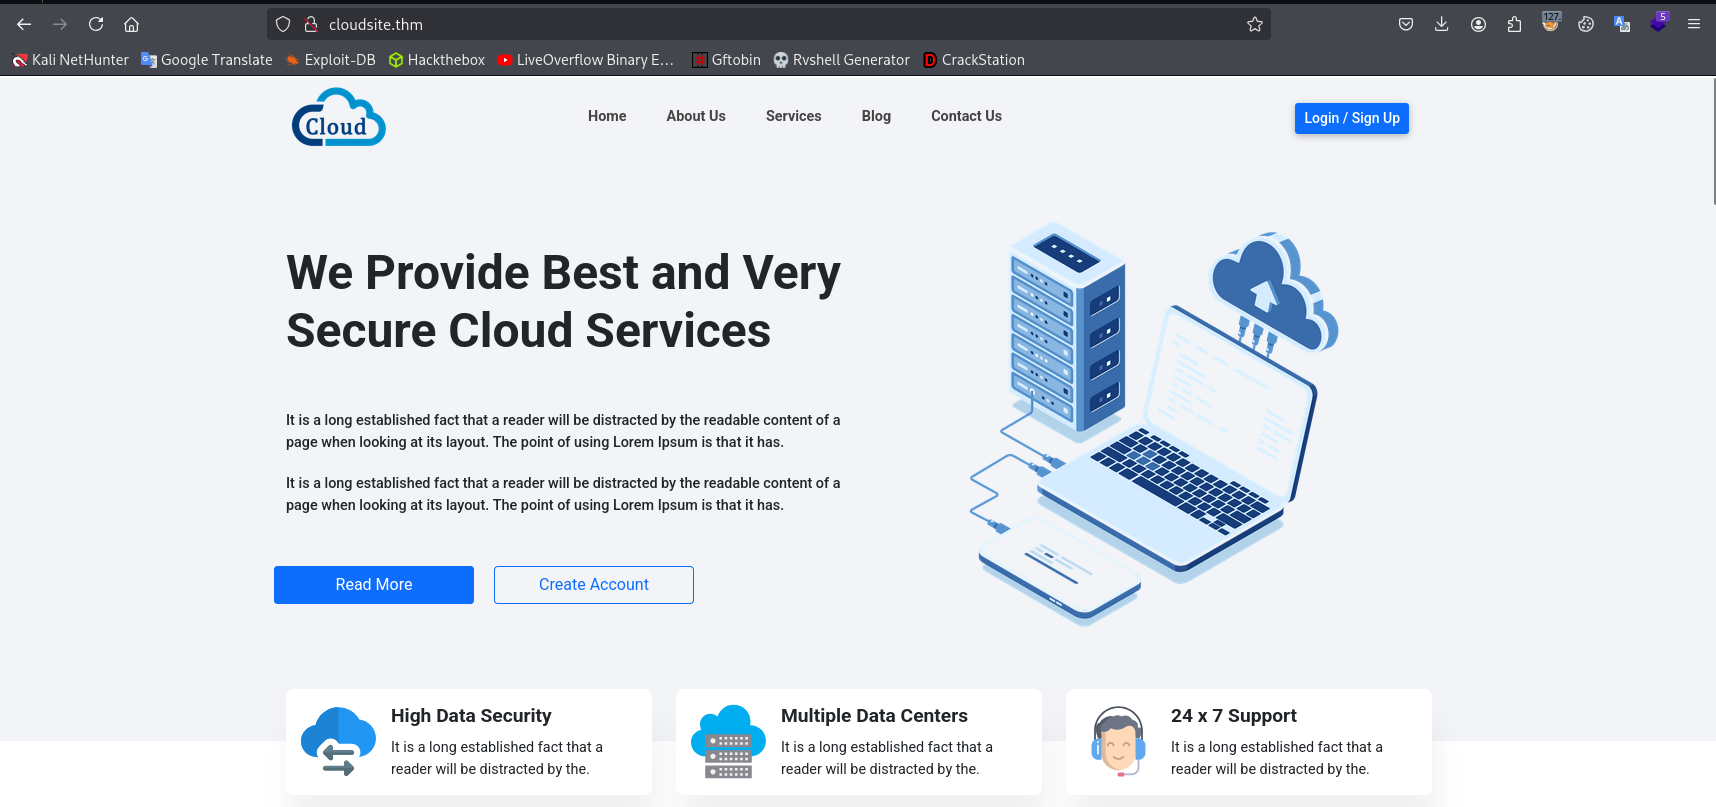 cloudsite.thm
127.
5
Kali NetHunter Google Translate Exploit-DB Hackthebox LiveOverflow Binary E... Gftobin Rvshell Generator CrackStation
Cloud
Home About Us Services Blog Contact Us
Login / Sign Up
We Provide Best and Very
Secure Cloud Services
It is a long established fact that a reader will be distracted by the readable content of a
page when looking at its layout. The point of using Lorem Ipsum is that it has.
It is a long established fact that a reader will be distracted by the readable content of a
page when looking at its layout. The point of using Lorem Ipsum is that it has.
Read More Create Account
High Data Security
It is a long established fact that a
reader will be distracted by the.
Multiple Data Centers
It is a long established fact that a
reader will be distracted by the.
24 x 7 Support
It is a long established fact that a
reader will be distracted by the.